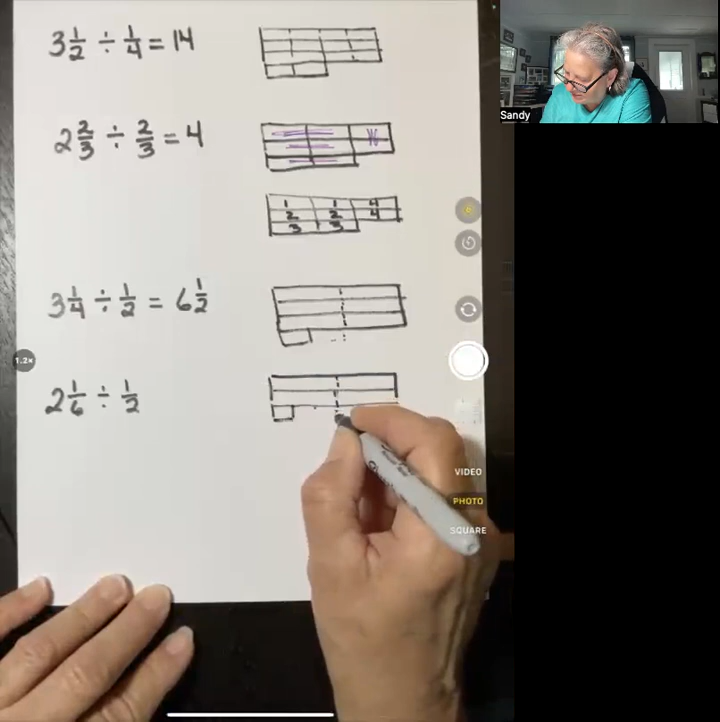 3 1/2 ÷ 1/4 = 14
Sandy
2 2/3 ÷ 2/3 = 4
1 1 4
2 2 4
3 3
3 1/4 ÷ 1/2 = 6 1/2
1.2×
2 1/6 ÷ 1/2
VIDEO
PHOTO
SQUARE